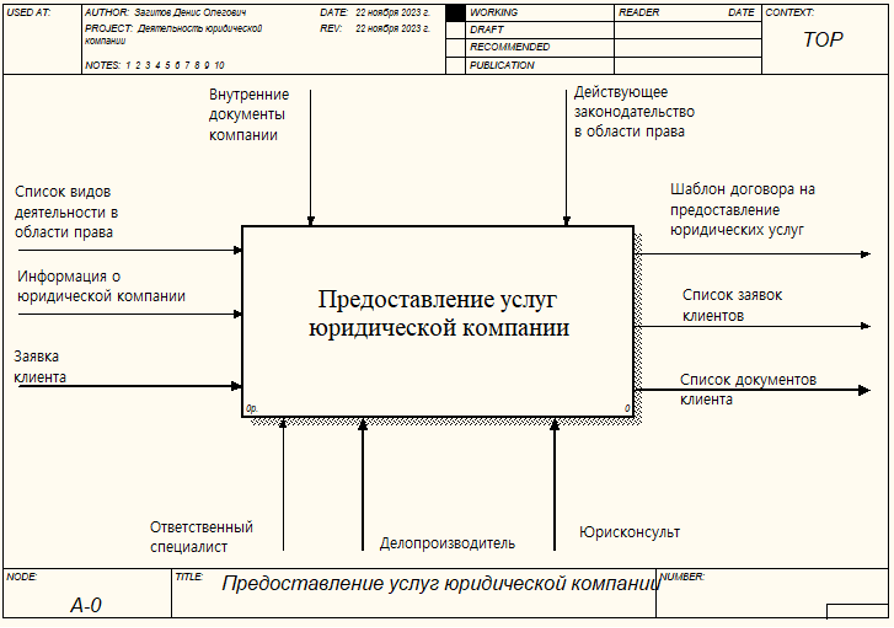 USED AT:
AUTHOR: Загитов Денис Олегович
DATE: 22 ноября 2023 г.
PROJECT: Деятельность юридической
компании
REV: 22 ноября 2023 г.
NOTES: 1 2 3 4 5 6 7 8 9 10
WORKING
DRAFT
RECOMMENDED
PUBLICATION
READER
DATE
CONTEXT:
TOP
Внутренние
документы
компании
Действующее
законодательство
в области права
Список видов
деятельности в
области права
Информация о
юридической компании
Заявка
клиента
Предоставление услуг
юридической компании
0р.
0
Шаблон договора на
предоставление
юридических услуг
Список заявок
клиентов
Список документов
клиента
Ответственный
специалист
Делопроизводитель
Юрисконсульт
NODE:
A-0
TITLE:
Предоставление услуг юридической компании
NUMBER: